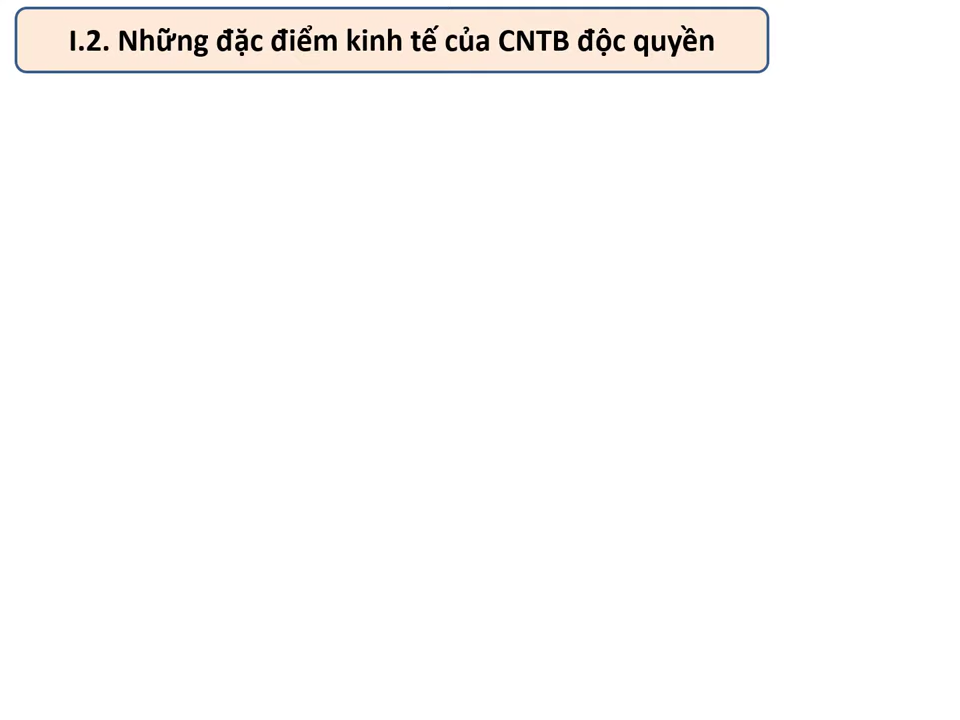 I.2. Những đặc điểm kinh tế của CNTB độc quyền